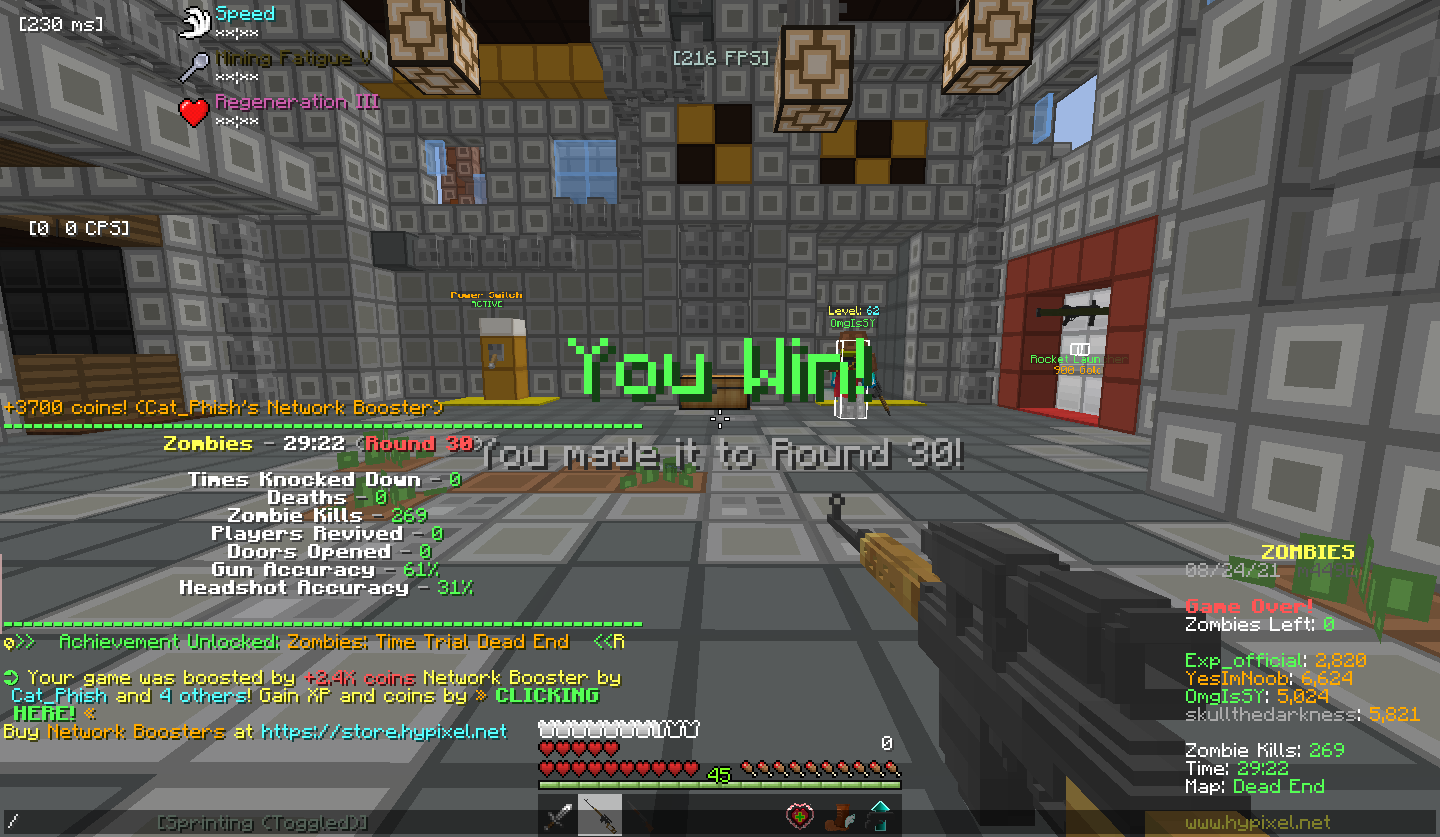 [230 ms]
Speed
**:**
Mining Fatigue V
**:**
Regeneration III
**:**
[216 FPS]
[0 0 CPS]
Power Switch
ACTIVE
Level: 62
OmgIsSY
Rocket Launcher
900 Gold
You Win!
You made it to Round 30!
+3700 coins! (Cat_Phish's Network Booster)
Zombies - 29:22 (Round 30)
Times Knocked Down - 0
Deaths - 0
Zombie Kills - 269
Players Revived - 0
Doors Opened - 0
Gun Accuracy - 61%
Headshot Accuracy - 31%
>> Achievement Unlocked: Zombies: Time Trial Dead End <<
Your game was boosted by +2.4X coins Network Booster by
Cat_Phish and 4 others! Gain XP and coins by » CLICKING
HERE! «
Buy Network Boosters at https://store.hypixel.net
0
45
ZOMBIES
08/24/21
Game Over!
Zombies Left: 0
Exp_official: 2,820
YesImNoob: 6,624
OmgIsSY: 5,024
skullthedarkness: 5,821
Zombie Kills: 269
Time: 29:22
Map: Dead End
www.hypixel.net
/
[Sprinting (Toggled)]